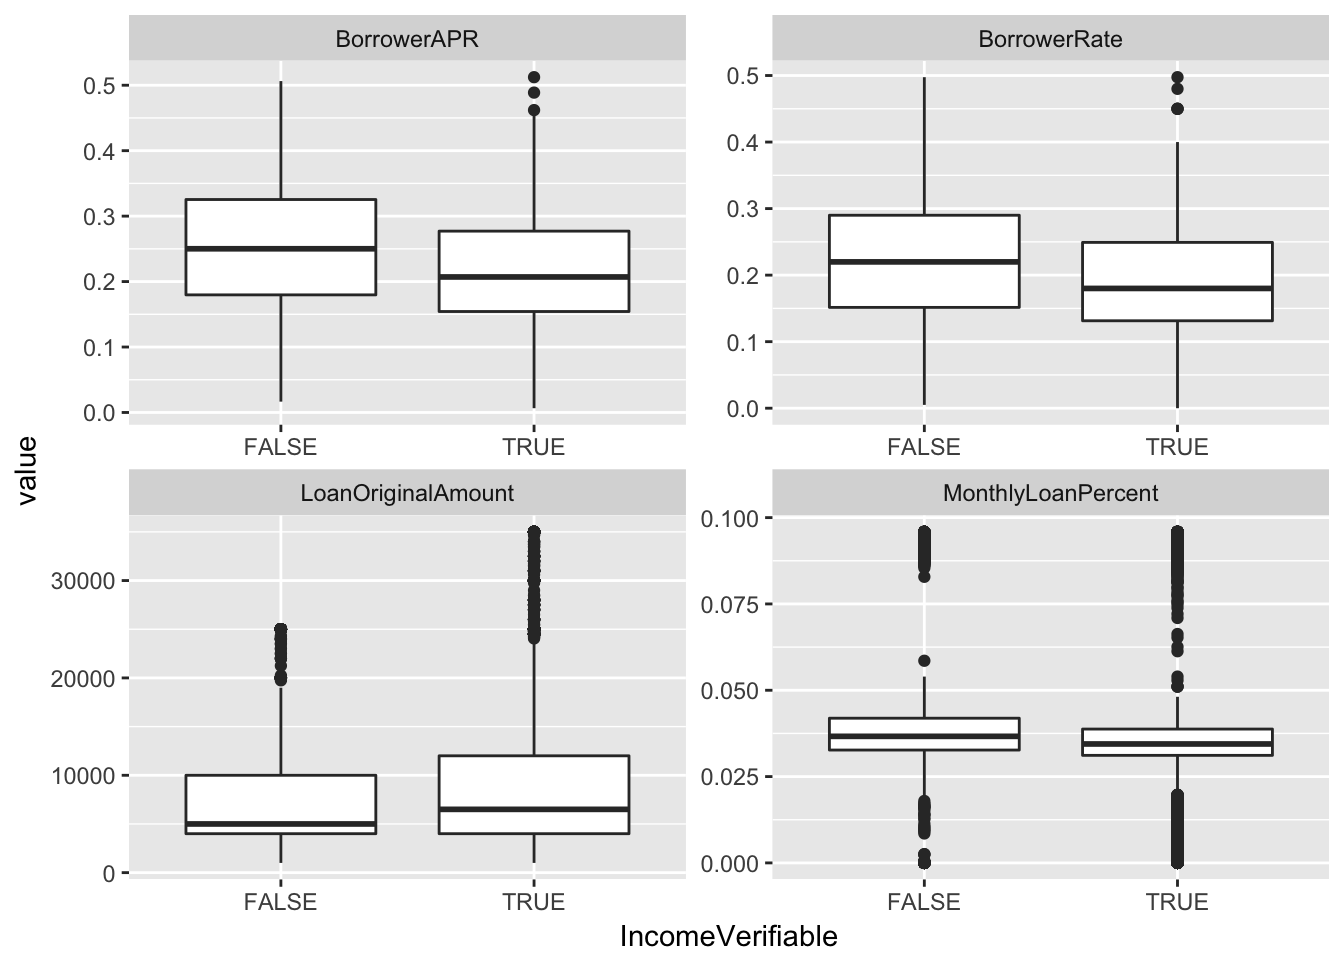 BorrowerAPR
BorrowerRate
0.5
0.4
0.3
0.2
0.1
0.0
FALSE
TRUE
0.5
0.4
0.3
0.2
0.1
0.0
FALSE
TRUE
value
LoanOriginalAmount
MonthlyLoanPercent
30000
20000
10000
0
FALSE
TRUE
0.100
0.075
0.050
0.025
0.000
FALSE
TRUE
IncomeVerifiable